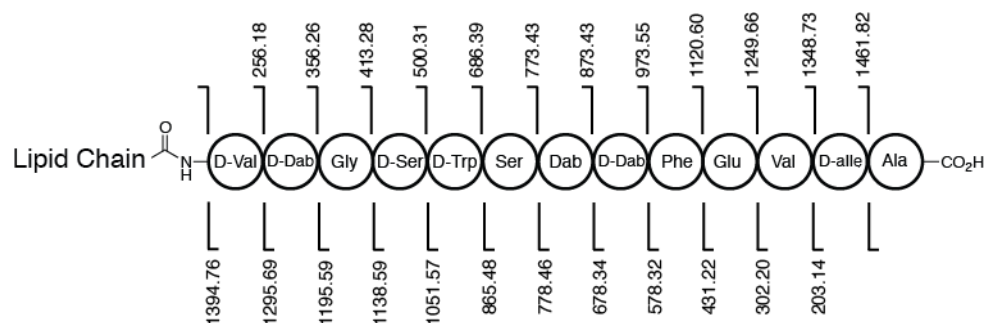 256.18 356.26 413.28 500.31 686.39 773.43 873.43 973.55 1120.60 1249.66 1348.73 1461.82
O
Lipid Chain N H D-Val D-Dab Gly D-Ser D-Trp Ser Dab D-Dab Phe Glu Val D-alle Ala CO₂H
1394.76 1295.69 1195.59 1138.59 1051.57 865.48 778.46 678.34 578.32 431.22 302.20 203.14